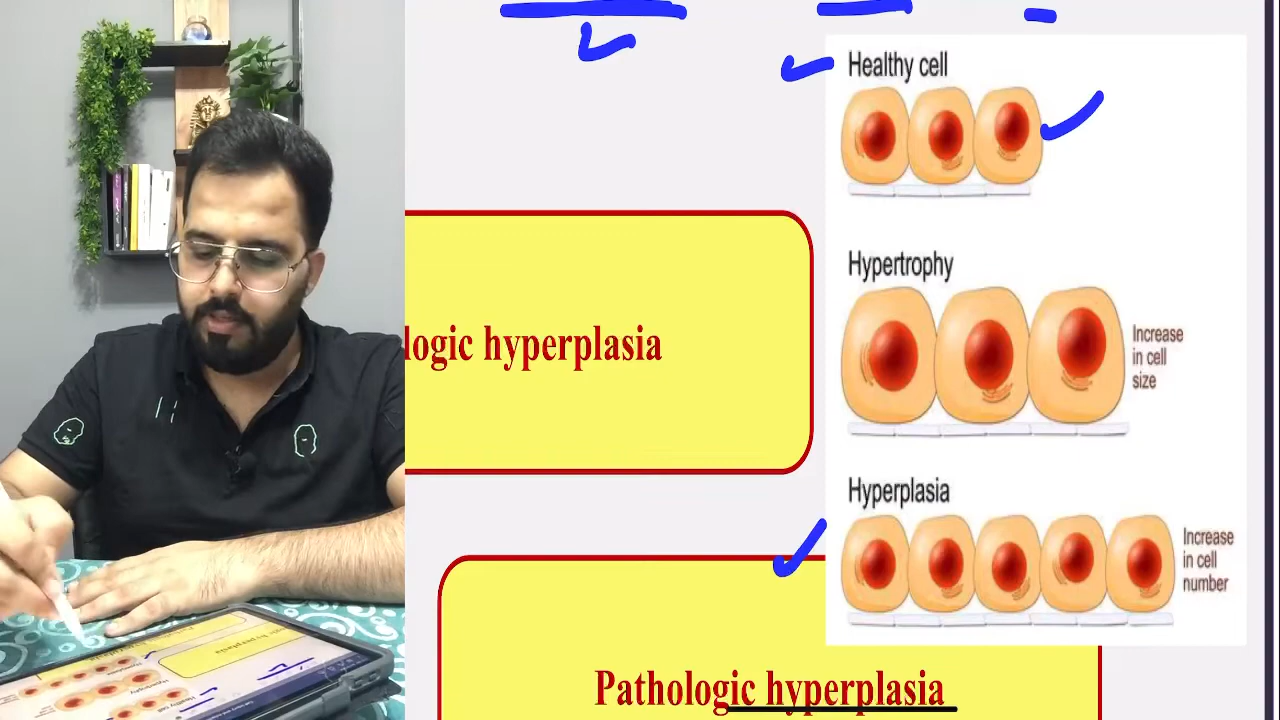 Healthy cell
Hypertrophy
Increase
in cell
size
logic hyperplasia
Hyperplasia
Increase
in cell
number
Pathologic hyperplasia